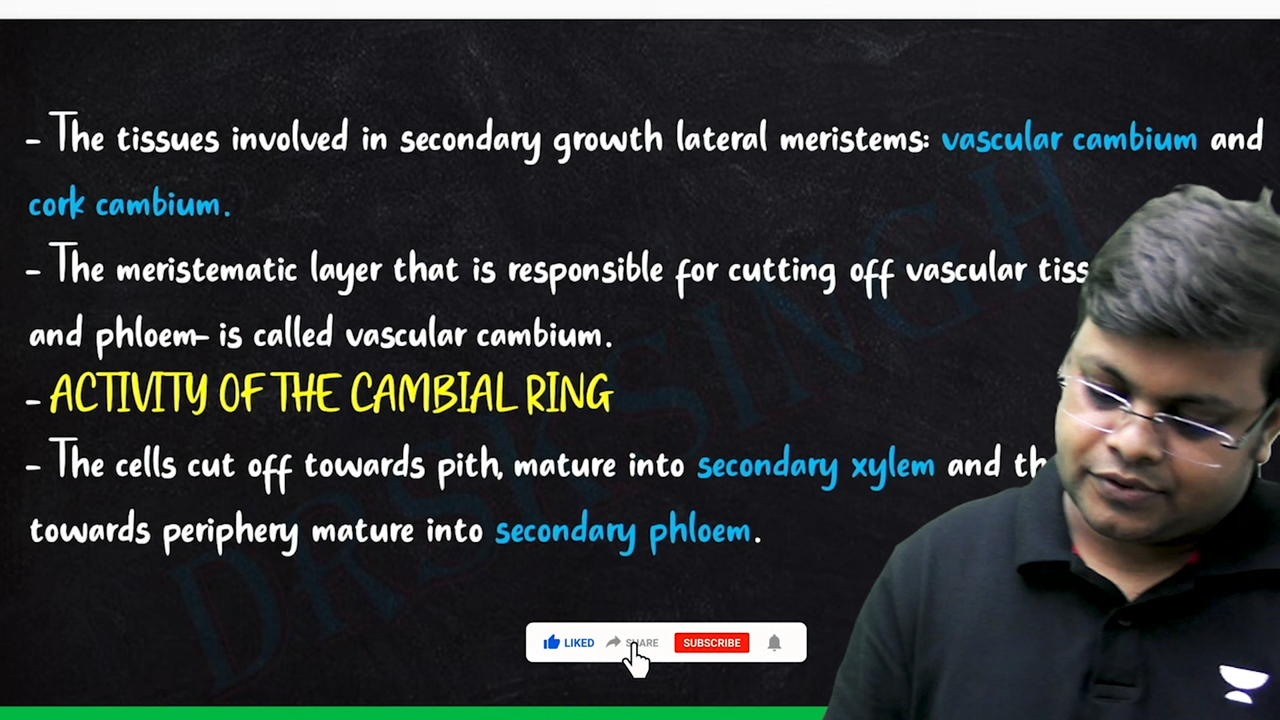 - The tissues involved in secondary growth lateral meristems: vascular cambium and
cork cambium.
- The meristematic layer that is responsible for cutting off vascular
and phloem- is called vascular cambium.
- ACTIVITY OF THE CAMBIAL RING
- The cells cut off towards pith, mature into secondary xylem and
towards periphery mature into secondary phloem.
LIKED SHARE SUBSCRIBE